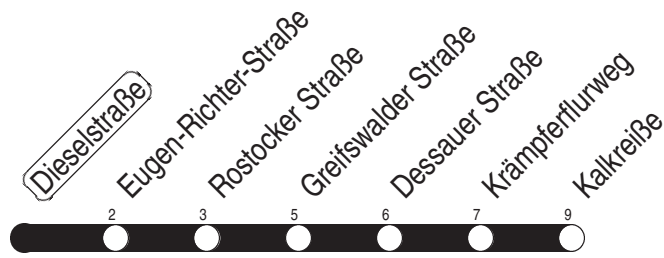 Dieselstraße
Eugen-Richter-Straße
Rostocker Straße
Greifswalder Straße
Dessauer Straße
Krämpferflurweg
Kalkreiße
2 3 5 6 7 9